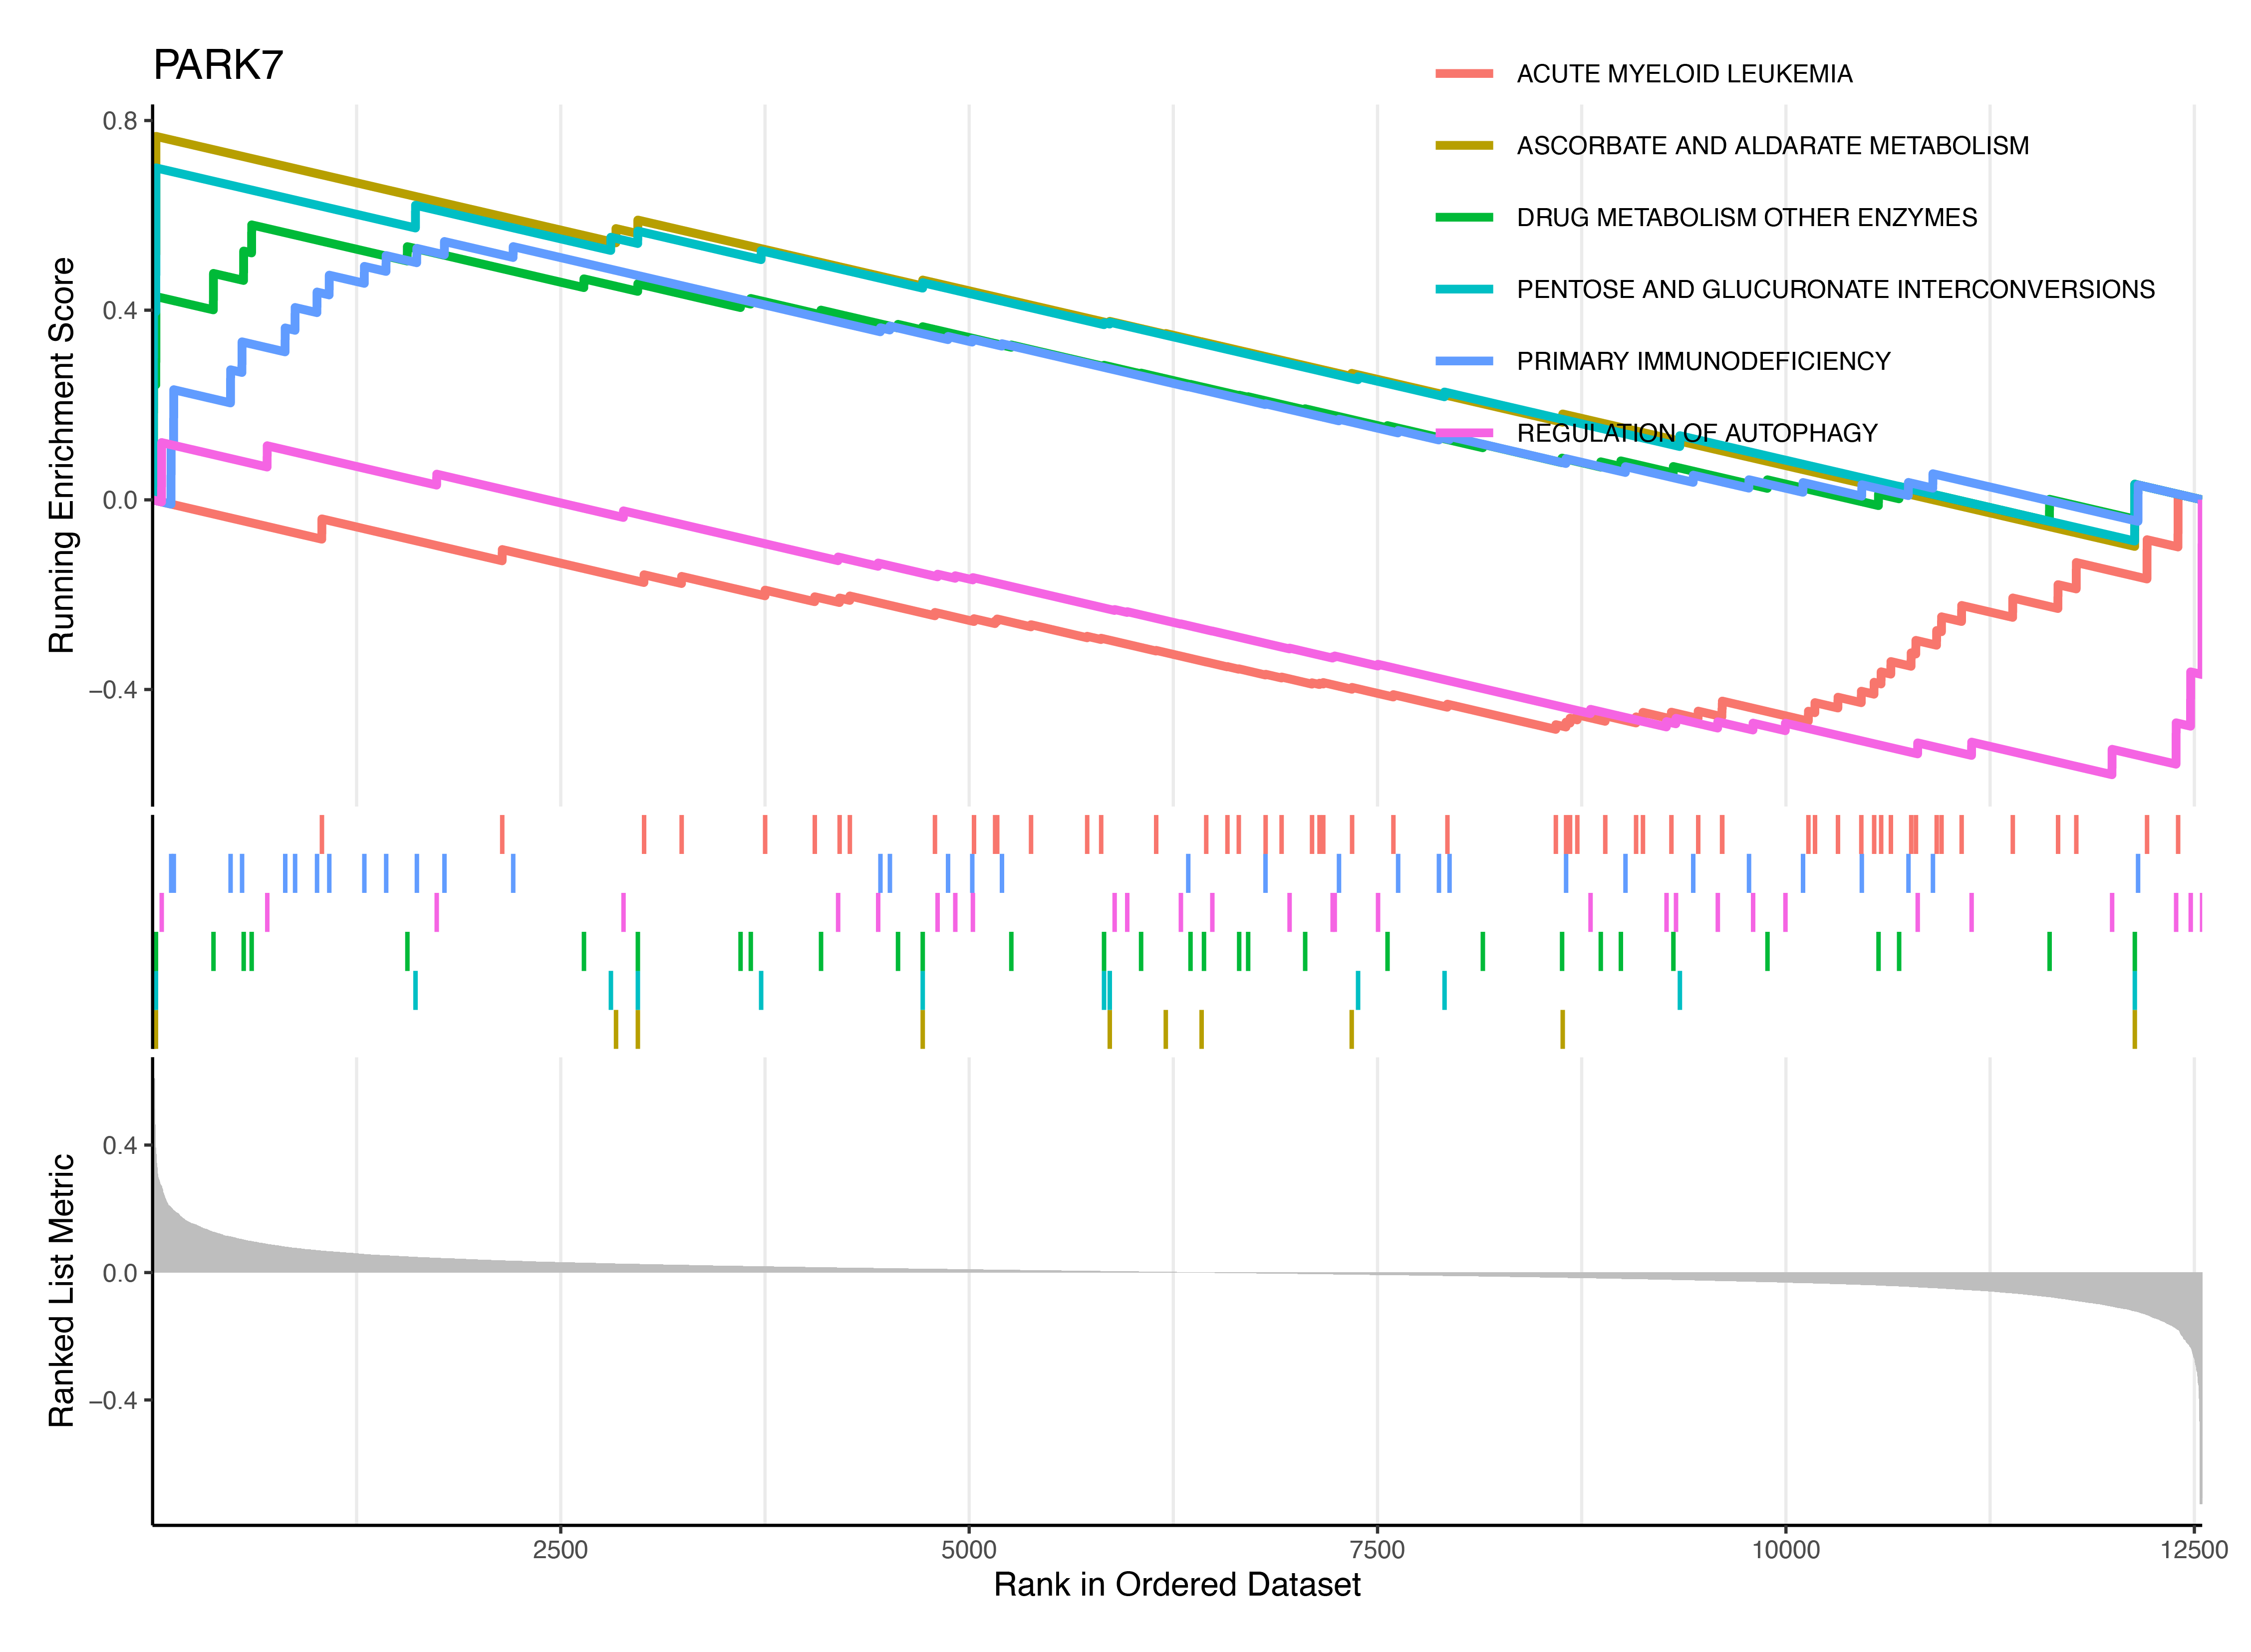 PARK7
ACUTE MYELOID LEUKEMIA
ASCORBATE AND ALDARATE METABOLISM
DRUG METABOLISM OTHER ENZYMES
PENTOSE AND GLUCURONATE INTERCONVERSIONS
PRIMARY IMMUNODEFICIENCY
REGULATION OF AUTOPHAGY
Running Enrichment Score
0.8
0.4
0.0
−0.4
Ranked List Metric
0.4
0.0
−0.4
2500 5000 7500 10000 12500
Rank in Ordered Dataset